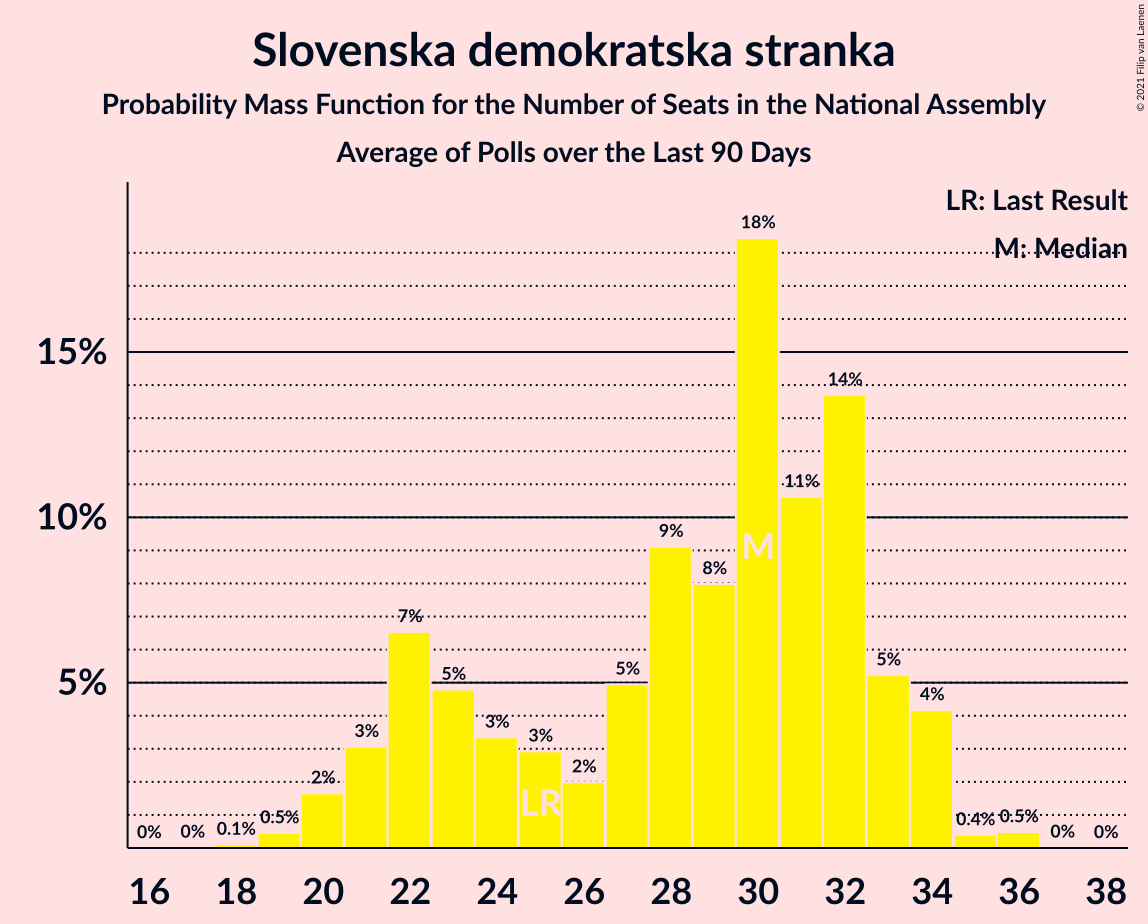 Slovenska demokratska stranka
Probability Mass Function for the Number of Seats in the National Assembly
Average of Polls over the Last 90 Days
© 2021 Filip van Laenen
LR: Last Result
M: Median
15%
10%
5%
0% 0% 0.1% 0.5% 2% 3% 7% 5% 3% 3% 2% 5% 9% 8% 18% 11% 14% 5% 4% 0.4% 0.5% 0% 0%
M
LR
16 18 20 22 24 26 28 30 32 34 36 38